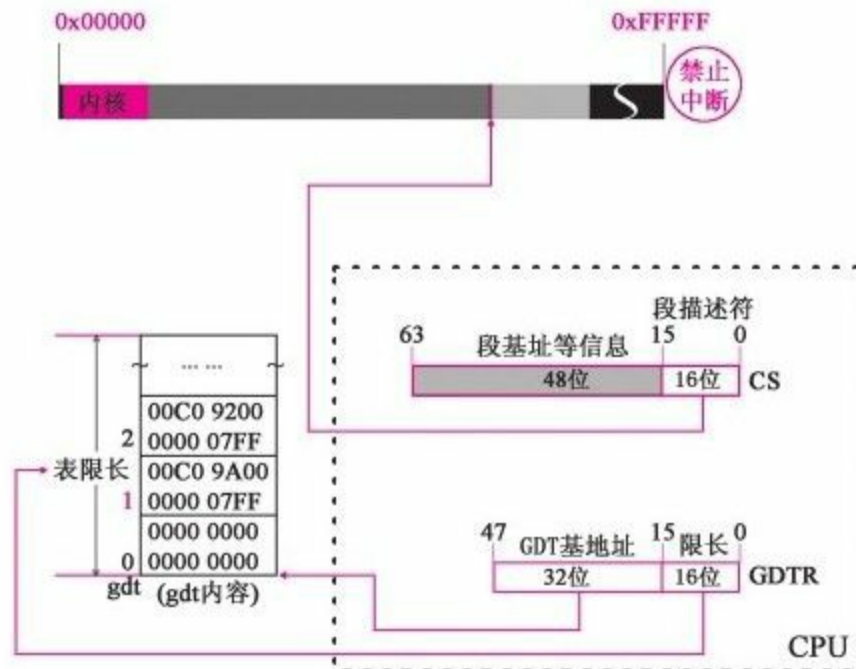 0x00000
0xFFFFF
内核
禁止
中断
段描述符
63
段基址等信息
15
0
48位
16位
CS
... ...
00C0 9200
2
0000 07FF
表限长
00C0 9A00
1
0000 07FF
0000 0000
0
0000 0000
gdt
(gdt内容)
47
GDT基地址
15
限长
0
32位
16位
GDTR
CPU